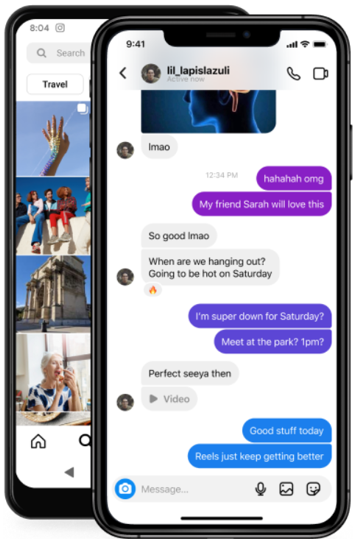 8:04
Search
Travel
9:41
lil_lapislazuli
Active now
lmao
12:34 PM
hahahah omg
My friend Sarah will love this
So good lmao
When are we hanging out?
Going to be hot on Saturday
I'm super down for Saturday?
Meet at the park? 1pm?
Perfect seeya then
Video
Good stuff today
Reels just keep getting better
Message...